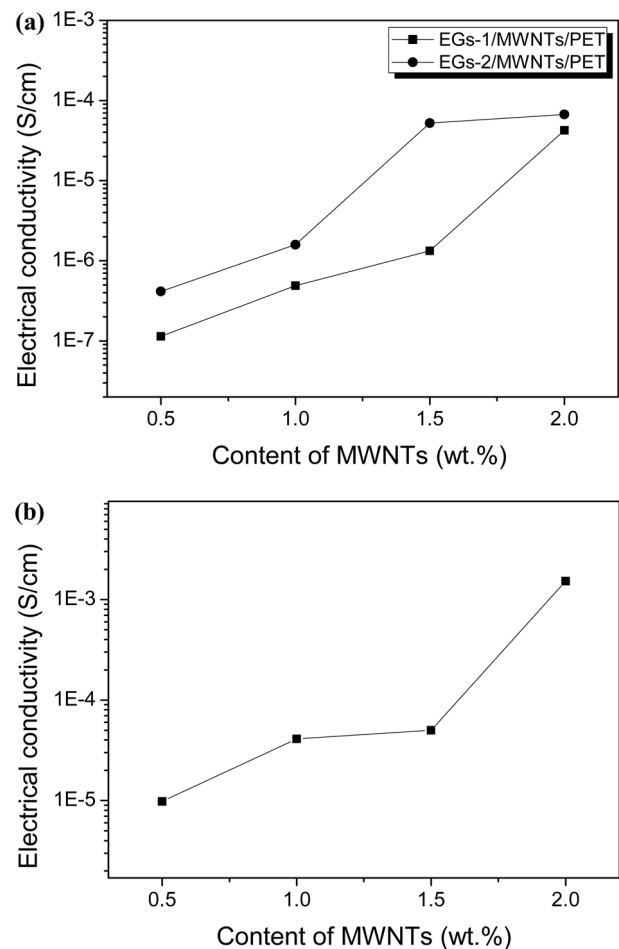 (a)
1E-3
1E-4
1E-5
1E-6
1E-7
Electrical conductivity (S/cm)
EGs-1/MWNTs/PET
EGs-2/MWNTs/PET
0.5 1.0 1.5 2.0
Content of MWNTs (wt.%)
(b)
1E-3
1E-4
1E-5
Electrical conductivity (S/cm)
0.5 1.0 1.5 2.0
Content of MWNTs (wt.%)